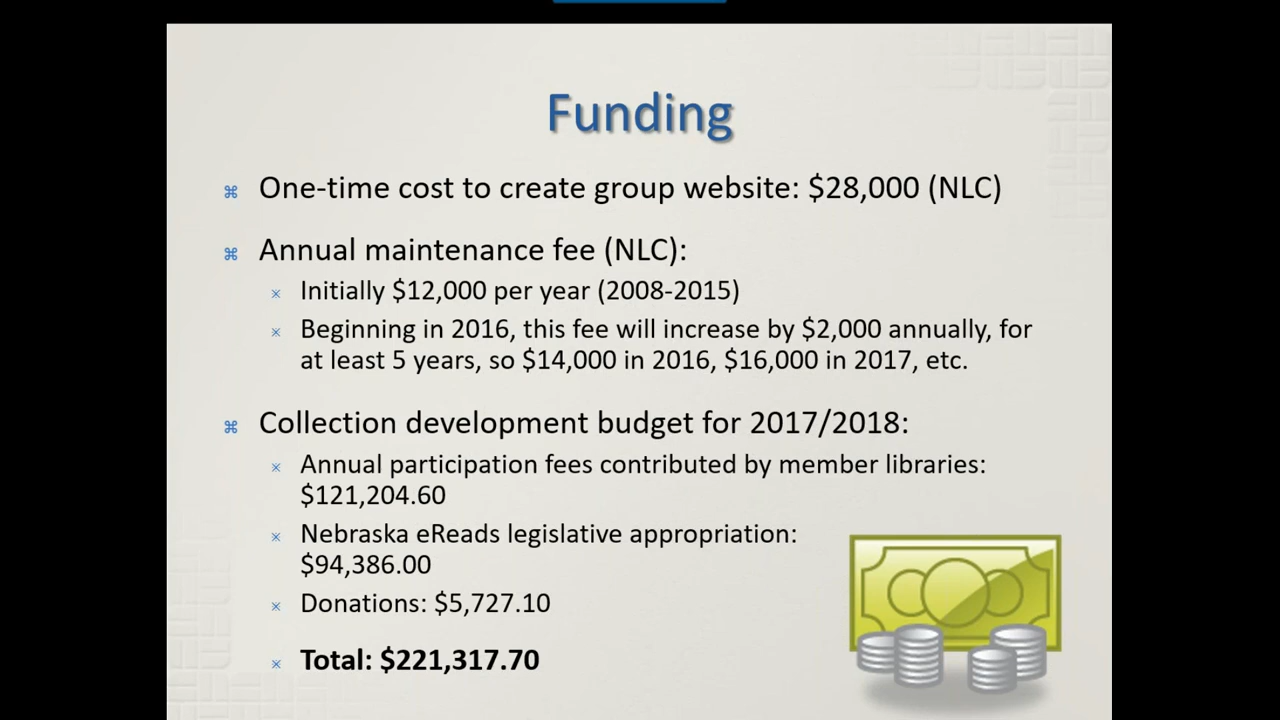 Funding
One-time cost to create group website: $28,000 (NLC)
Annual maintenance fee (NLC):
Initially $12,000 per year (2008-2015)
Beginning in 2016, this fee will increase by $2,000 annually, for
at least 5 years, so $14,000 in 2016, $16,000 in 2017, etc.
Collection development budget for 2017/2018:
Annual participation fees contributed by member libraries:
$121,204.60
Nebraska eReads legislative appropriation:
$94,386.00
Donations: $5,727.10
Total: $221,317.70